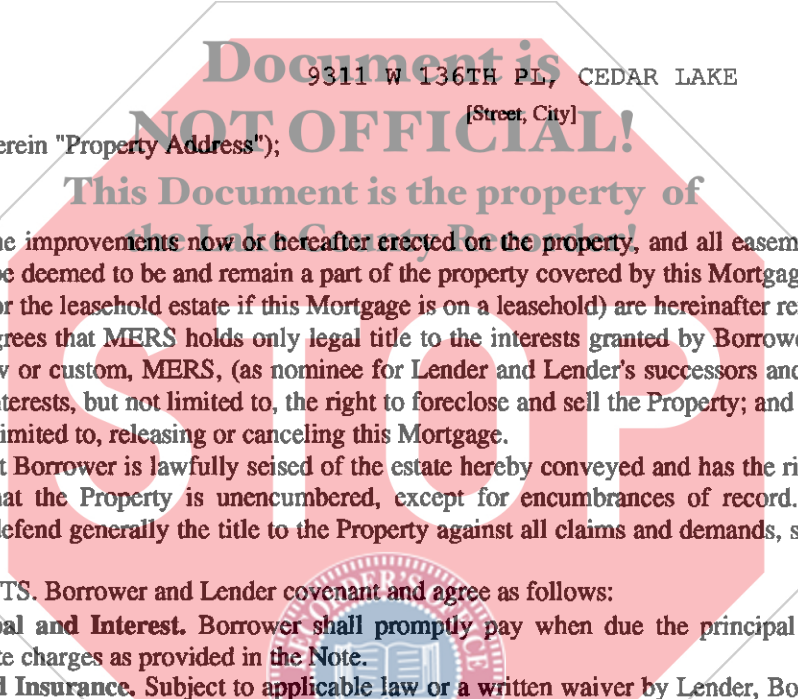 Document is
9311 W 136TH PL, CEDAR LAKE
[Street, City]
NOT OFFICIAL!
erein "Property Address");
This Document is the property of
the Lake County Recorder!
ne improvements now or hereafter erected on the property, and all easem
be deemed to be and remain a part of the property covered by this Mortgag
or the leasehold estate if this Mortgage is on a leasehold) are hereinafter re
grees that MERS holds only legal title to the interests granted by Borrowe
w or custom, MERS, (as nominee for Lender and Lender's successors and
nterests, but not limited to, the right to foreclose and sell the Property; and
imited to, releasing or canceling this Mortgage.
STOP
t Borrower is lawfully seised of the estate hereby conveyed and has the ri
hat the Property is unencumbered, except for encumbrances of record.
defend generally the title to the Property against all claims and demands, s
TS. Borrower and Lender covenant and agree as follows:
RECORDER'S OFFICE
pal and Interest. Borrower shall promptly pay when due the principal
te charges as provided in the Note.
d Insurance. Subject to applicable law or a written waiver by Lender, Bo